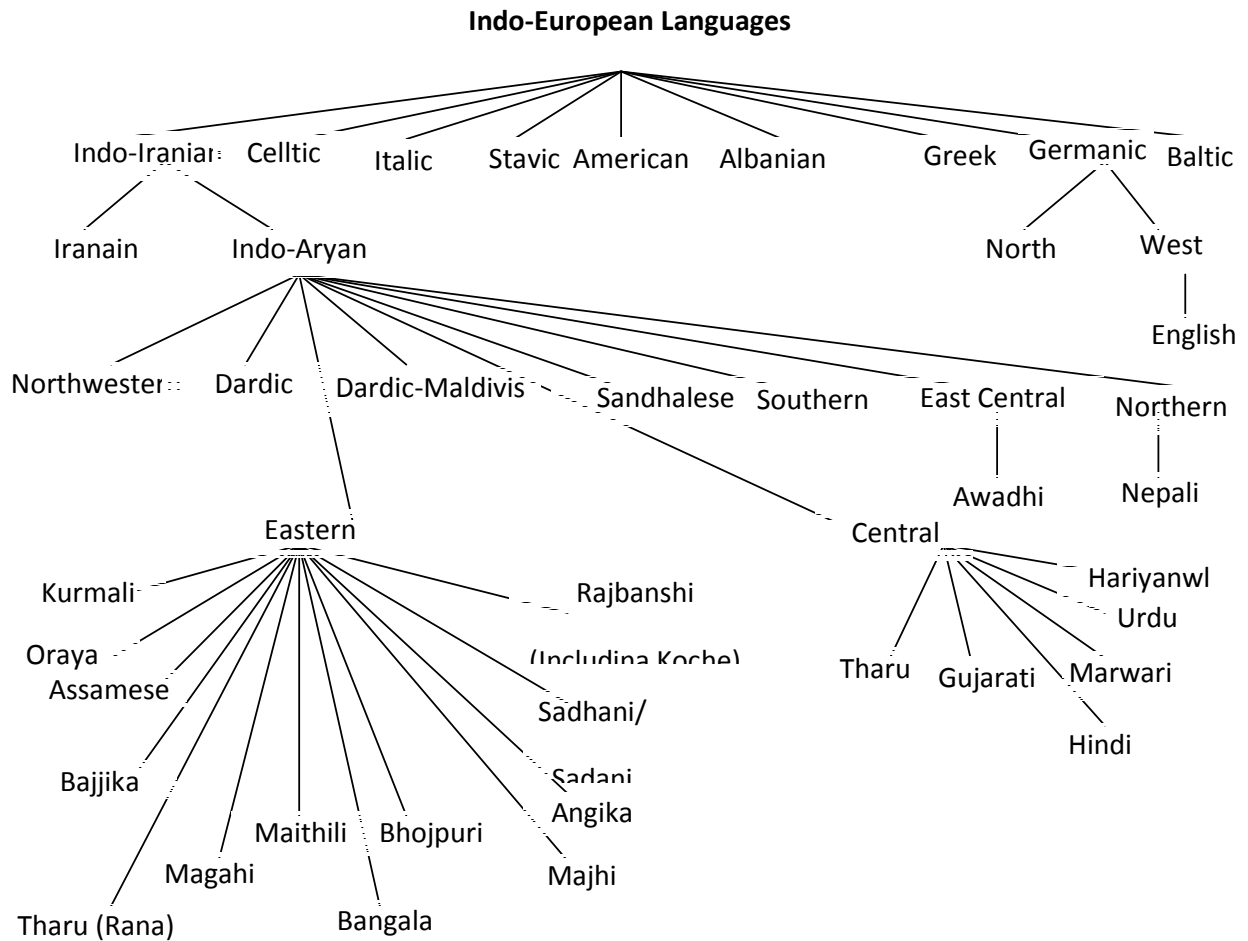 Indo-European Languages
Indo-Iranian Celltic Italic Stavic American Albanian Greek Germanic Baltic
Iranain Indo-Aryan North West
English
Northwester Dardic Dardic-Maldivis Sandhalese Southern East Central Northern
Awadhi Nepali
Eastern Central
Kurmali Rajbanshi Hariyanwl
Urdu
Oraya (Including Koche) Tharu Gujarati Marwari
Assamese Sadhani/
Hindi
Bajjika Sadani
Angika
Maithili Bhojpuri
Magahi Majhi
Tharu (Rana) Bangala